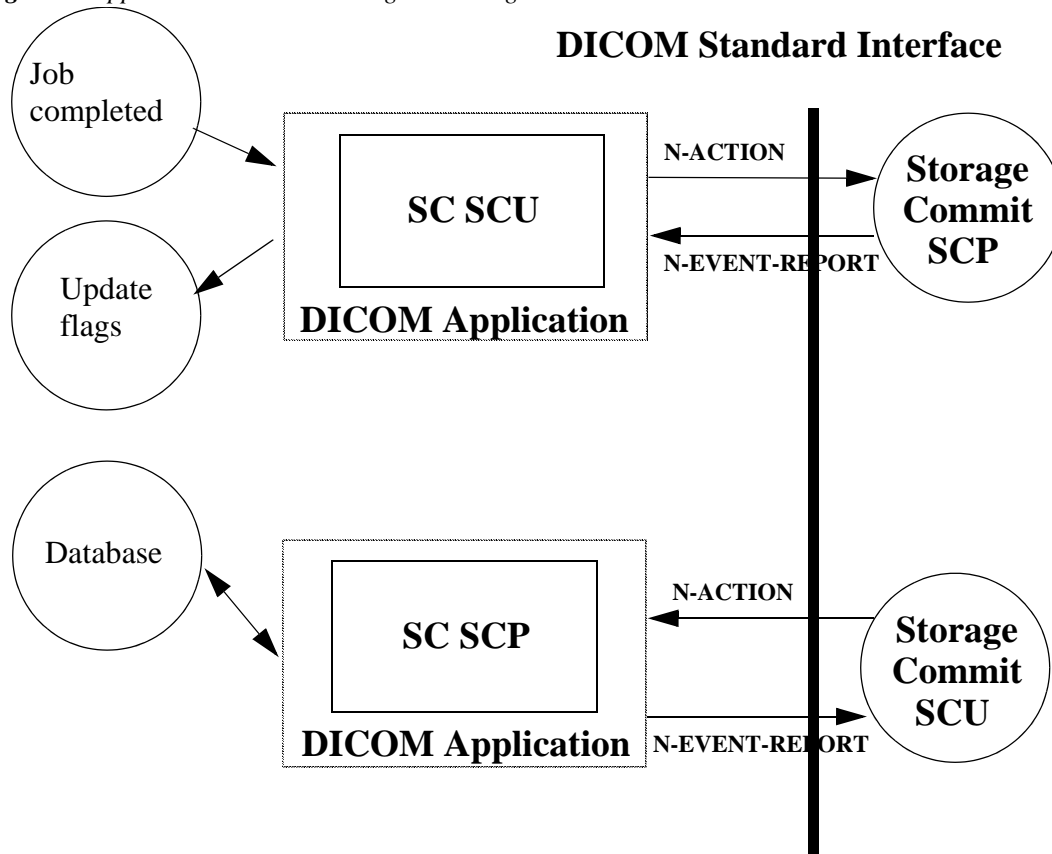 DICOM Standard Interface
Job
completed
N-ACTION
Storage
Commit
SCP
SC SCU
N-EVENT-REPORT
Update
flags
DICOM Application
Database
N-ACTION
SC SCP
Storage
Commit
SCU
DICOM Application
N-EVENT-REPORT